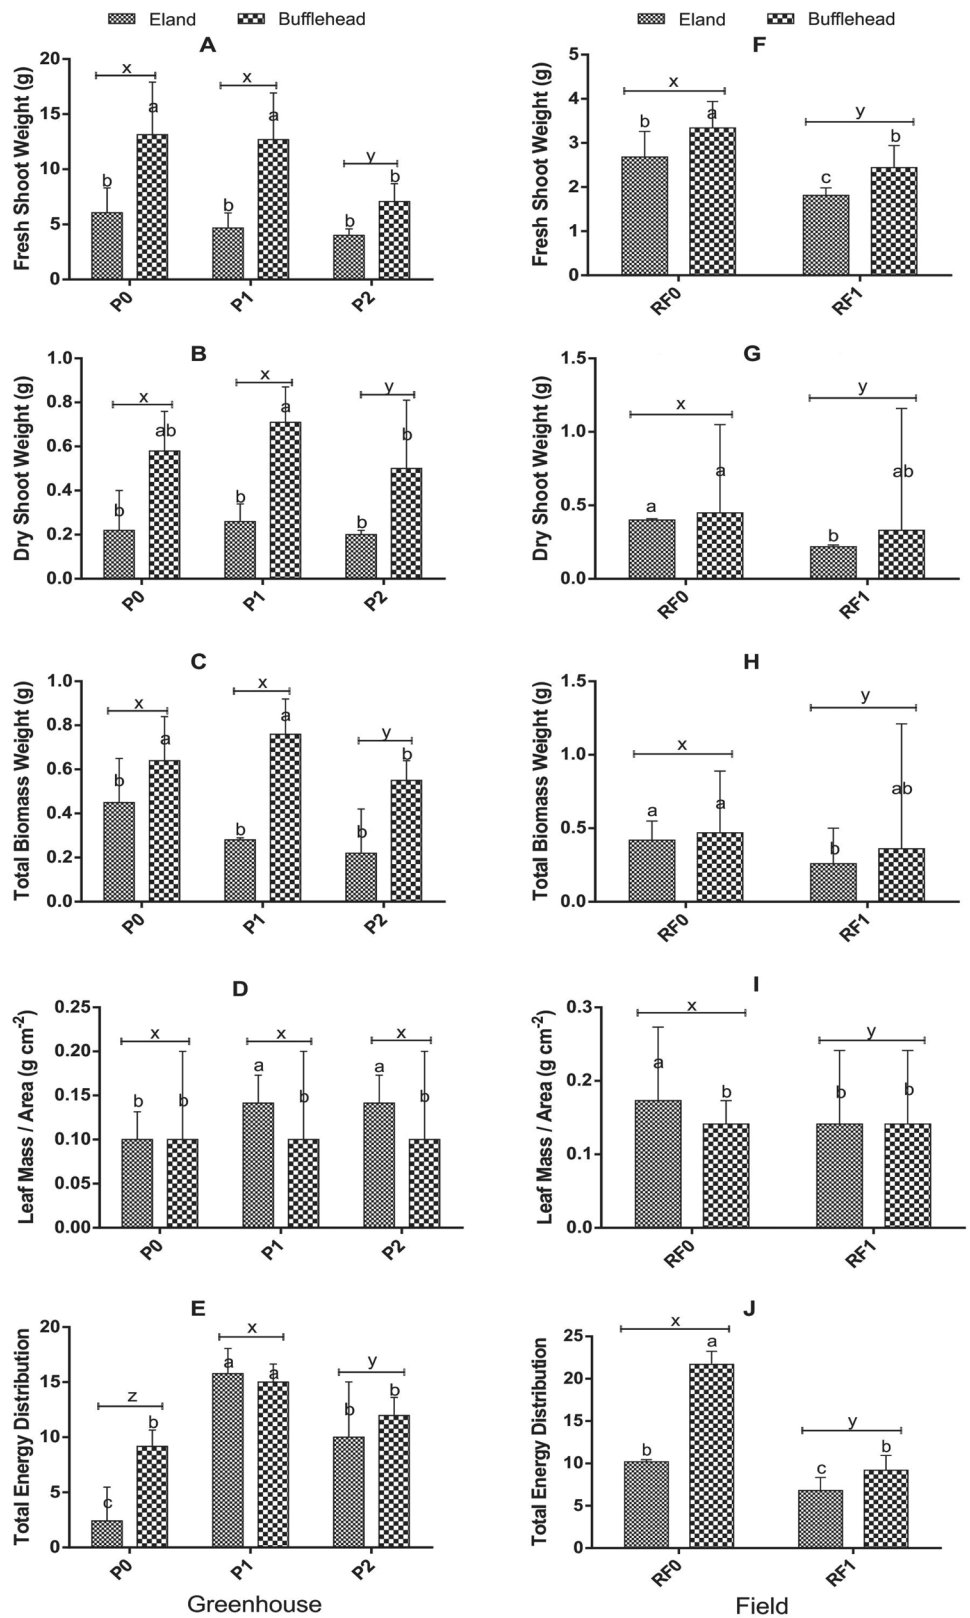 Eland Bufflehead
A
Fresh Shoot Weight (g)
20
15
10
5
0
x
x
y
b
a
b
a
b
b
P0
P1
P2
B
Dry Shoot Weight (g)
1.0
0.8
0.6
0.4
0.2
0.0
x
x
y
b
ab
b
a
b
b
P0
P1
P2
C
Total Biomass Weight (g)
1.0
0.8
0.6
0.4
0.2
0.0
x
x
y
b
a
b
a
b
b
P0
P1
P2
D
Leaf Mass / Area (g cm-2)
0.25
0.20
0.15
0.10
0.05
0.00
x
x
x
b
b
a
b
a
b
P0
P1
P2
E
Total Energy Distribution
20
15
10
5
0
z
x
y
c
b
a
a
b
b
P0
P1
P2
Greenhouse
Eland Bufflehead
F
Fresh Shoot Weight (g)
5
4
3
2
1
0
x
y
b
a
c
b
RF0
RF1
G
Dry Shoot Weight (g)
1.5
1.0
0.5
0.0
x
y
a
a
b
ab
RF0
RF1
H
Total Biomass Weight (g)
1.5
1.0
0.5
0.0
x
y
a
a
b
ab
RF0
RF1
I
Leaf Mass / Area (g cm-2)
0.3
0.2
0.1
0.0
x
y
a
b
b
b
RF0
RF1
J
Total Energy Distribution
25
20
15
10
5
0
x
y
b
a
c
b
RF0
RF1
Field